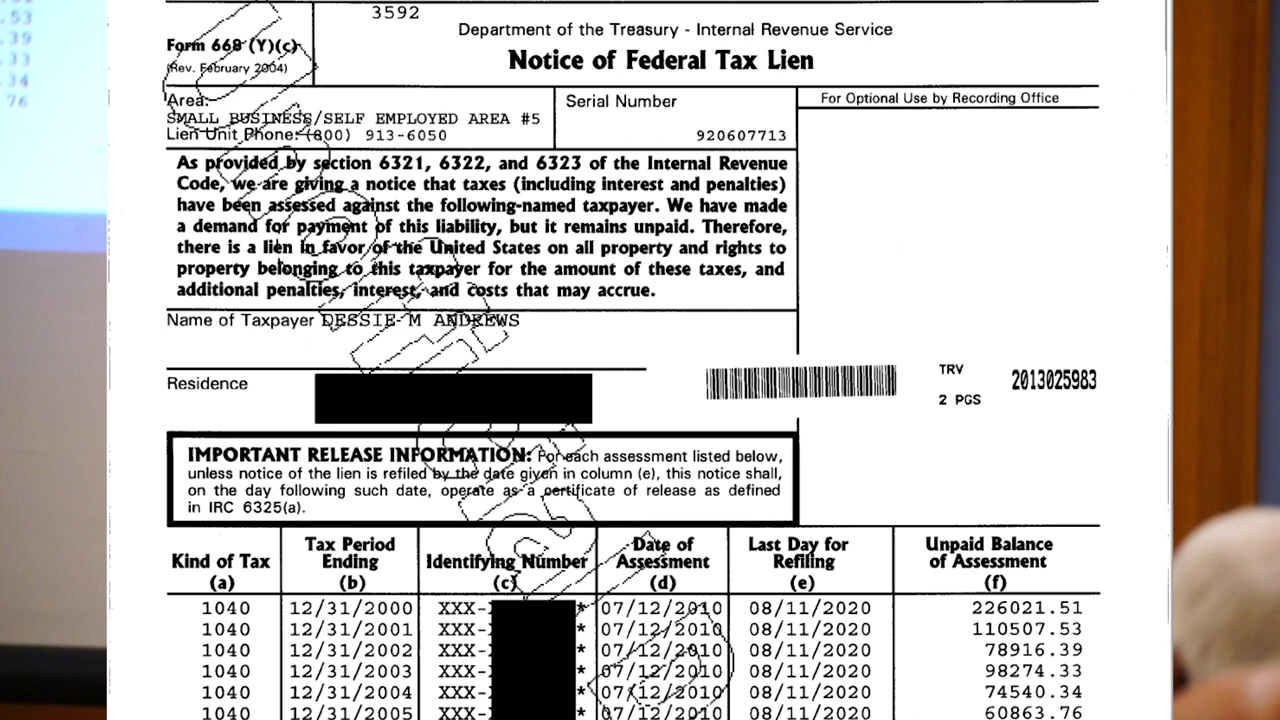 .53
.39
.33
.34
.76
3592
Form 668 (Y)(c)
(Rev. February 2004)
Department of the Treasury - Internal Revenue Service
Notice of Federal Tax Lien
Area:
SMALL BUSINESS/SELF EMPLOYED AREA #5
Lien Unit Phone: (800) 913-6050
Serial Number
920607713
For Optional Use by Recording Office
As provided by section 6321, 6322, and 6323 of the Internal Revenue
Code, we are giving a notice that taxes (including interest and penalties)
have been assessed against the following-named taxpayer. We have made
a demand for payment of this liability, but it remains unpaid. Therefore,
there is a lien in favor of the United States on all property and rights to
property belonging to this taxpayer for the amount of these taxes, and
additional penalties, interest, and costs that may accrue.
Name of Taxpayer DESSIE M ANDREWS
Residence
TRV 2013025983
2 PGS
IMPORTANT RELEASE INFORMATION: For each assessment listed below,
unless notice of the lien is refiled by the date given in column (e), this notice shall,
on the day following such date, operate as a certificate of release as defined
in IRC 6325(a).
Kind of Tax (a) Tax Period Ending (b) Identifying Number (c) Date of Assessment (d) Last Day for Refiling (e) Unpaid Balance of Assessment (f)
1040 12/31/2000 XXX- * 07/12/2010 08/11/2020 226021.51
1040 12/31/2001 XXX- * 07/12/2010 08/11/2020 110507.53
1040 12/31/2002 XXX- * 07/12/2010 08/11/2020 78916.39
1040 12/31/2003 XXX- * 07/12/2010 08/11/2020 98274.33
1040 12/31/2004 XXX- * 07/12/2010 08/11/2020 74540.34
1040 12/31/2005 XXX- * 07/12/2010 08/11/2020 60863.76